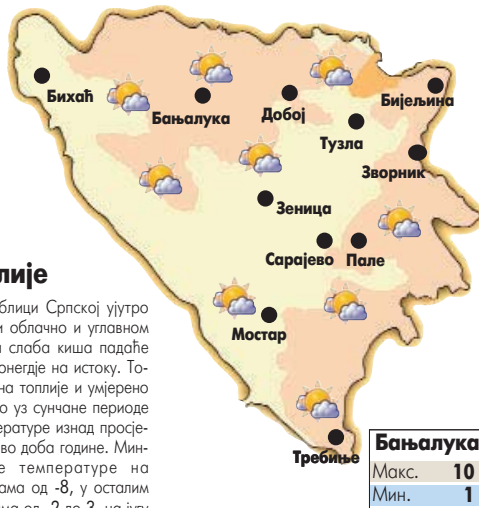 Бихаћ
Бањалука
Добој
Бијељина
Тузла
Зворник
Зеница
Сарајево Пале
Мостар
Требиње
лије
блици Српској ујутро
и облачно и углавном
слаба киша падаће
онегдје на истоку. То-
на топлије и умјерено
о уз сунчане периоде
ературе изнад просје-
во доба године. Мин-
е температуре на
ама од -8, у осталим
Бањалука
Макс. 10
Мин. 1